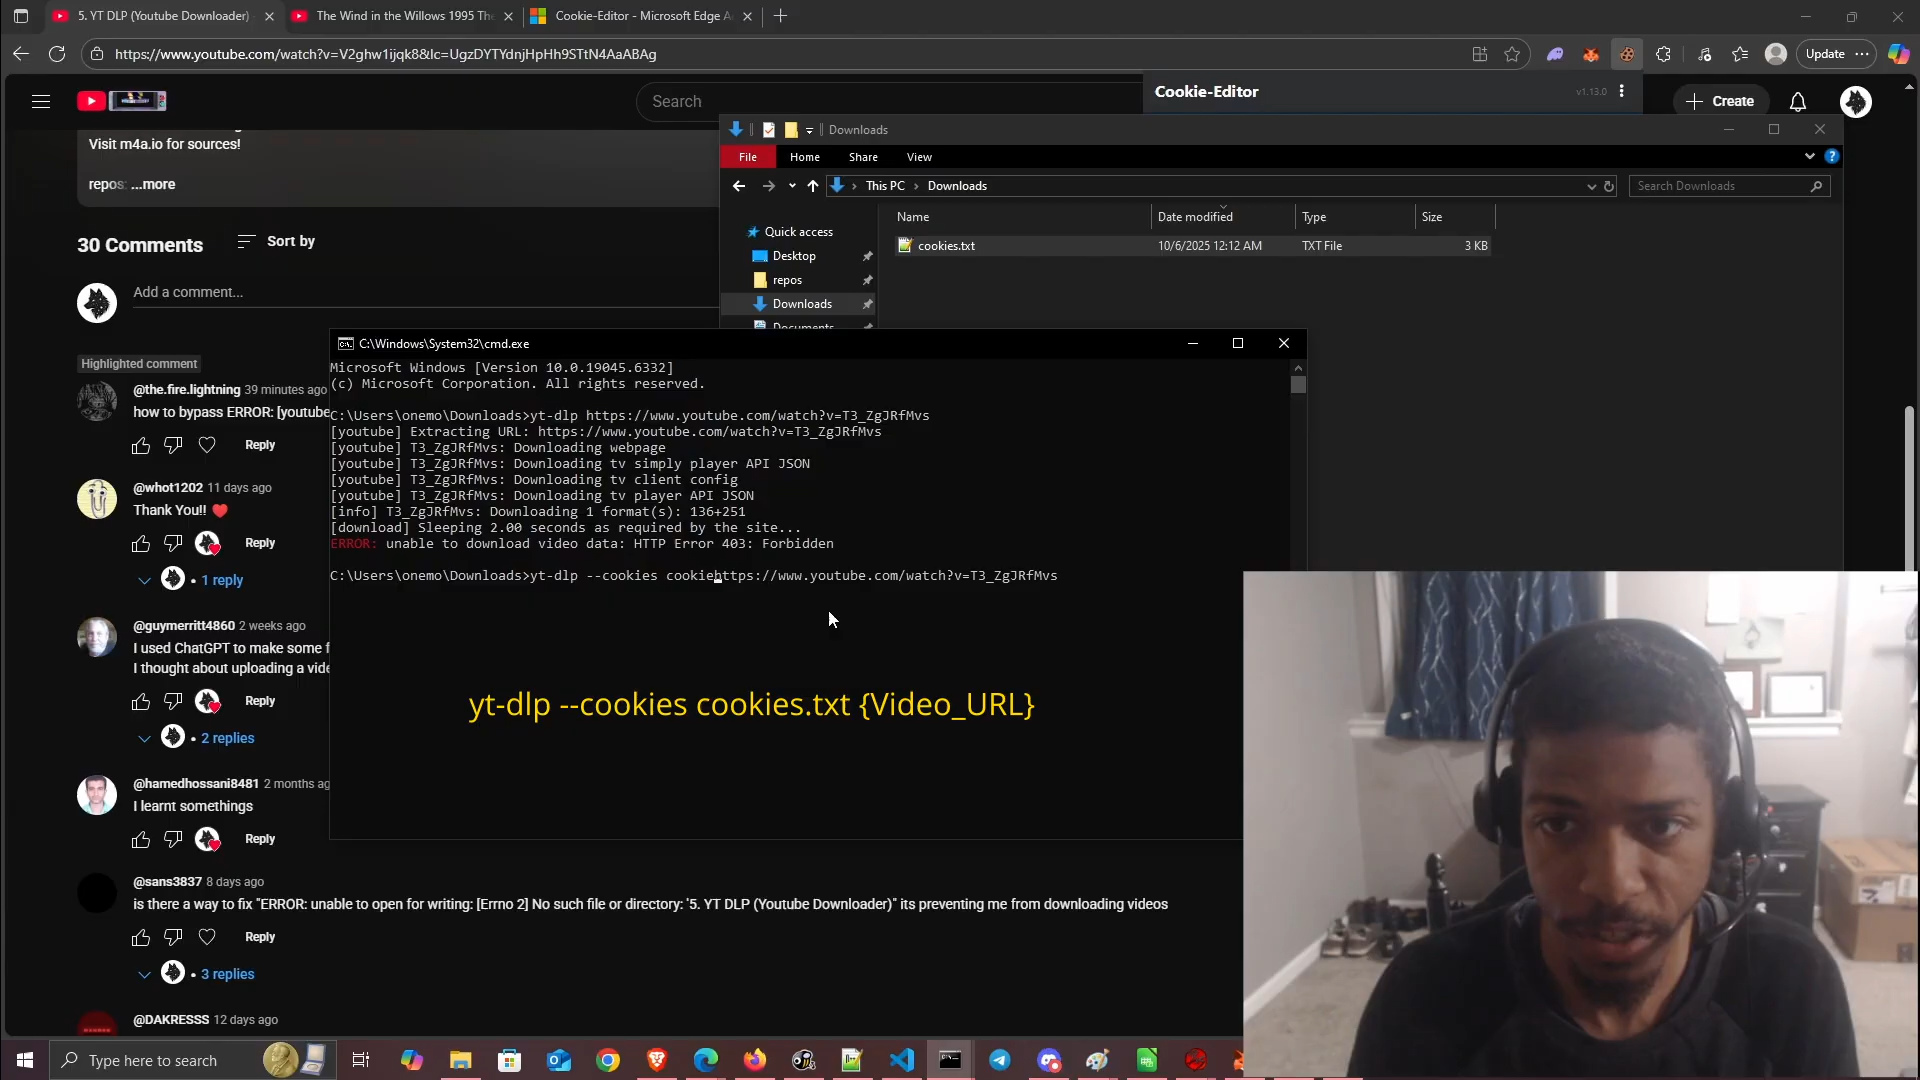 5. YT DLP (Youtube Downloader)
The Wind in the Willows 1995 The
Cookie-Editor - Microsoft Edge A
https://www.youtube.com/watch?v=V2ghw1ijqk8&lc=UgzDYTYdnjHpHh9STtN4AaABAg
Update
Search
Cookie-Editor
v1.13.0
Create
Visit m4a.io for sources!
repos: ...more
30 Comments
Sort by
Add a comment...
Highlighted comment
@the.fire.lightning 39 minutes ago
how to bypass ERROR: [youtube
Reply
@whot1202 11 days ago
Thank You!!
Reply
1 reply
@guymerritt4860 2 weeks ago
I used ChatGPT to make some f
I thought about uploading a vide
Reply
2 replies
@hamedhossani8481 2 months ag
I learnt somethings
Reply
@sans3837 8 days ago
is there a way to fix "ERROR: unable to open for writing: [Errno 2] No such file or directory: '5. YT DLP (Youtube Downloader)" its preventing me from downloading videos
Reply
3 replies
@DAKRESSS 12 days ago
Downloads
File Home Share View
This PC Downloads
Search Downloads
Name Date modified Type Size
cookies.txt 10/6/2025 12:12 AM TXT File 3 KB
Quick access
Desktop
repos
Downloads
Documents
C:\Windows\System32\cmd.exe
Microsoft Windows [Version 10.0.19045.6332]
(c) Microsoft Corporation. All rights reserved.
C:\Users\onemo\Downloads>yt-dlp https://www.youtube.com/watch?v=T3_ZgJRfMvs
[youtube] Extracting URL: https://www.youtube.com/watch?v=T3_ZgJRfMvs
[youtube] T3_ZgJRfMvs: Downloading webpage
[youtube] T3_ZgJRfMvs: Downloading tv simply player API JSON
[youtube] T3_ZgJRfMvs: Downloading tv client config
[youtube] T3_ZgJRfMvs: Downloading tv player API JSON
[info] T3_ZgJRfMvs: Downloading 1 format(s): 136+251
[download] Sleeping 2.00 seconds as required by the site...
ERROR: unable to download video data: HTTP Error 403: Forbidden
C:\Users\onemo\Downloads>yt-dlp --cookies cookiehttps://www.youtube.com/watch?v=T3_ZgJRfMvs
yt-dlp --cookies cookies.txt {Video_URL}
Type here to search